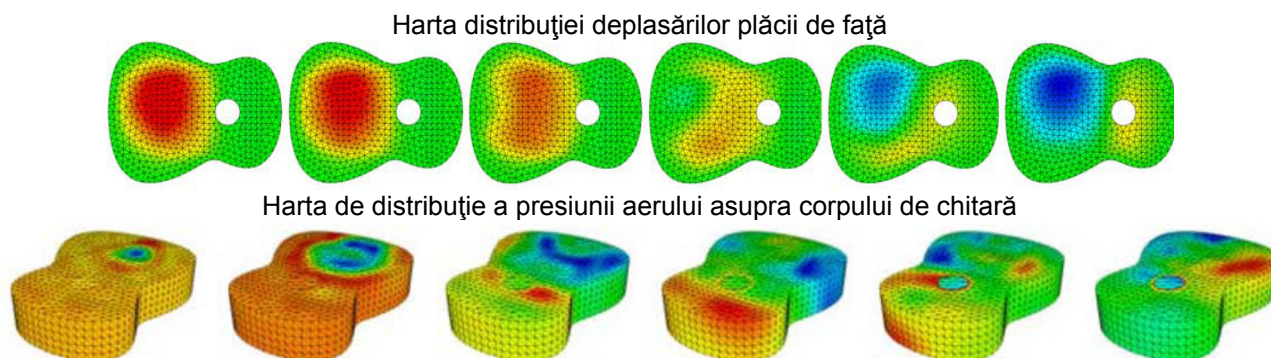 Harta distribuţiei deplasărilor plăcii de faţă
Harta de distribuţie a presiunii aerului asupra corpului de chitară